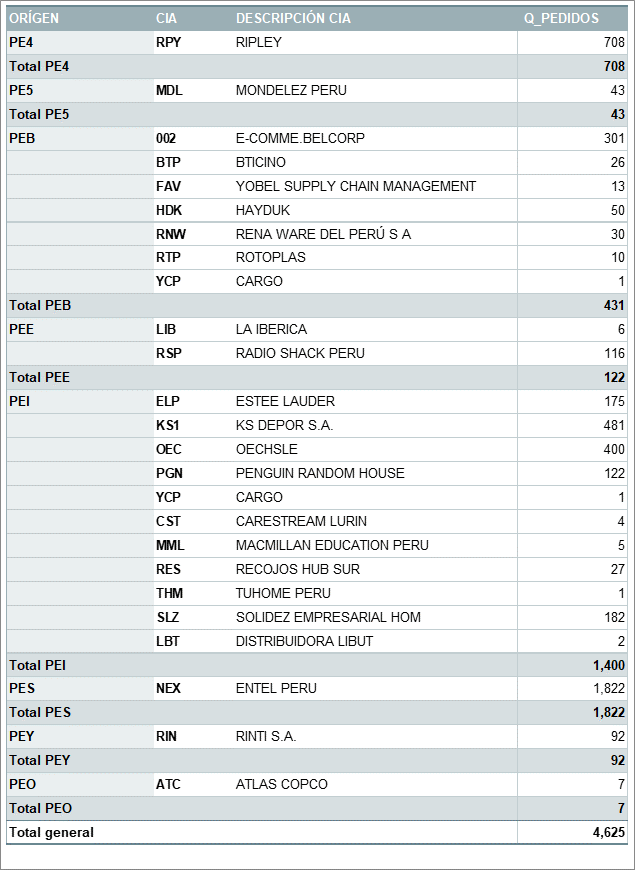 ORÍGEN CIA DESCRIPCIÓN CIA Q_PEDIDOS
PE4 RPY RIPLEY 708
Total PE4 708
PE5 MDL MONDELEZ PERU 43
Total PE5 43
PEB 002 E-COMME.BELCORP 301
BTP BTICINO 26
FAV YOBEL SUPPLY CHAIN MANAGEMENT 13
HDK HAYDUK 50
RNW RENA WARE DEL PERÚ S A 30
RTP ROTOPLAS 10
YCP CARGO 1
Total PEB 431
PEE LIB LA IBERICA 6
RSP RADIO SHACK PERU 116
Total PEE 122
PEI ELP ESTEE LAUDER 175
KS1 KS DEPOR S.A. 481
OEC OECHSLE 400
PGN PENGUIN RANDOM HOUSE 122
YCP CARGO 1
CST CARESTREAM LURIN 4
MML MACMILLAN EDUCATION PERU 5
RES RECOJOS HUB SUR 27
THM TUHOME PERU 1
SLZ SOLIDEZ EMPRESARIAL HOM 182
LBT DISTRIBUIDORA LIBUT 2
Total PEI 1,400
PES NEX ENTEL PERU 1,822
Total PES 1,822
PEY RIN RINTI S.A. 92
Total PEY 92
PEO ATC ATLAS COPCO 7
Total PEO 7
Total general 4,625